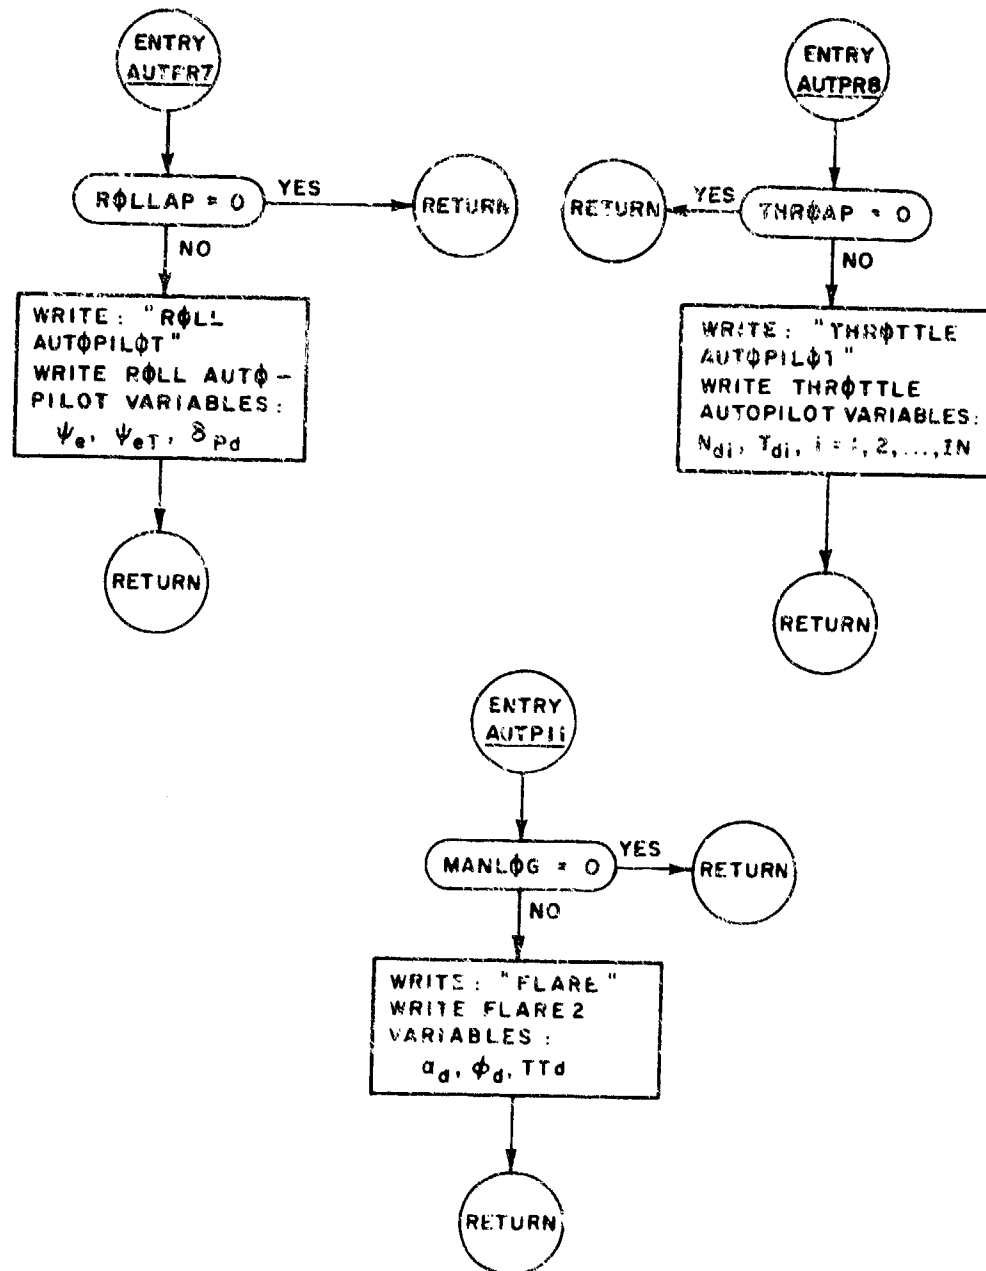 ENTRY
AUTPR7
RØLLAP = 0
YES
RETURN
NO
WRITE: "RØLL
AUTØPILØT"
WRITE RØLL AUTØ-
PILOT VARIABLES:
ψe, ψeT, δpd
RETURN
ENTRY
AUTPR8
THRØAP = 0
YES
RETURN
NO
WRITE: "THRØTTLE
AUTØPILØT"
WRITE THRØTTLE
AUTOPILOT VARIABLES:
Ndi, Tdi, i = 1, 2, ..., IN
RETURN
ENTRY
AUTP11
MANLØG = 0
YES
RETURN
NO
WRITE: "FLARE"
WRITE FLARE2
VARIABLES:
αd, ϕd, TTd
RETURN